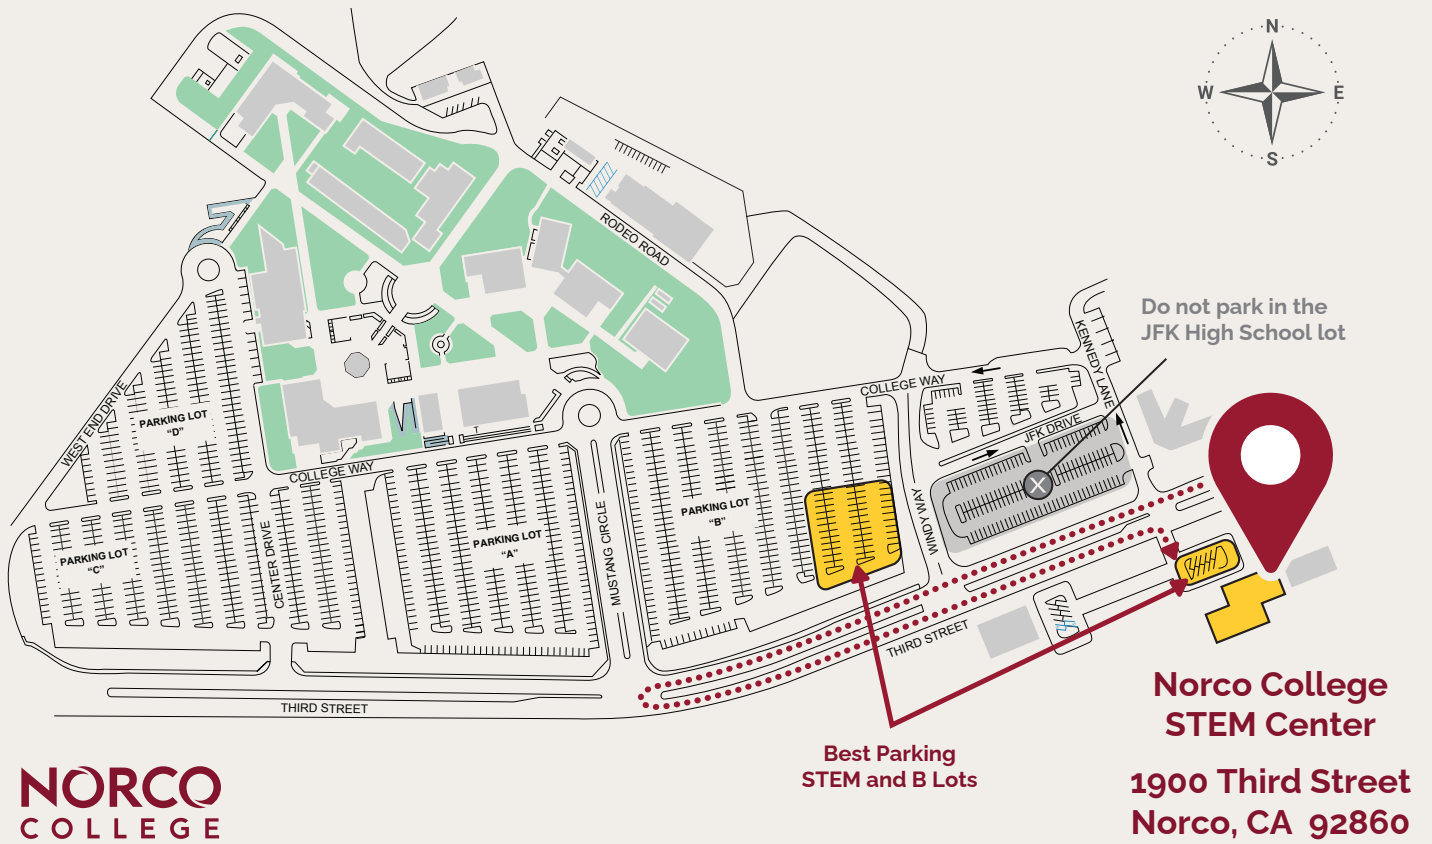 N
W
E
S
RODEO ROAD
Do not park in the
JFK High School lot
KENNEDY LANE
COLLEGE WAY
JFK DRIVE
WEST END DRIVE
PARKING LOT
“D”
COLLEGE WAY
PARKING LOT
“C”
CENTER DRIVE
PARKING LOT
“A”
MUSTANG CIRCLE
PARKING LOT
“B”
WINDY WAY
X
T
THIRD STREET
THIRD STREET
Best Parking
STEM and B Lots
Norco College
STEM Center
1900 Third Street
Norco, CA 92860
NORCO
COLLEGE